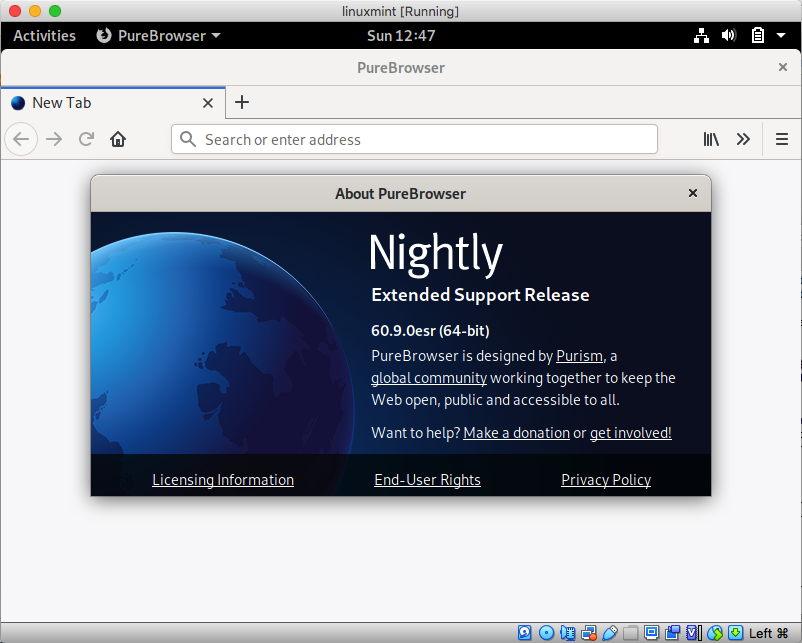 linuxmint [Running]
Activities PureBrowser Sun 12:47
PureBrowser
New Tab
Search or enter address
About PureBrowser
Nightly
Extended Support Release
60.9.0esr (64-bit)
PureBrowser is designed by Purism, a
global community working together to keep the
Web open, public and accessible to all.
Want to help? Make a donation or get involved!
Licensing Information End-User Rights Privacy Policy
Left ⌘